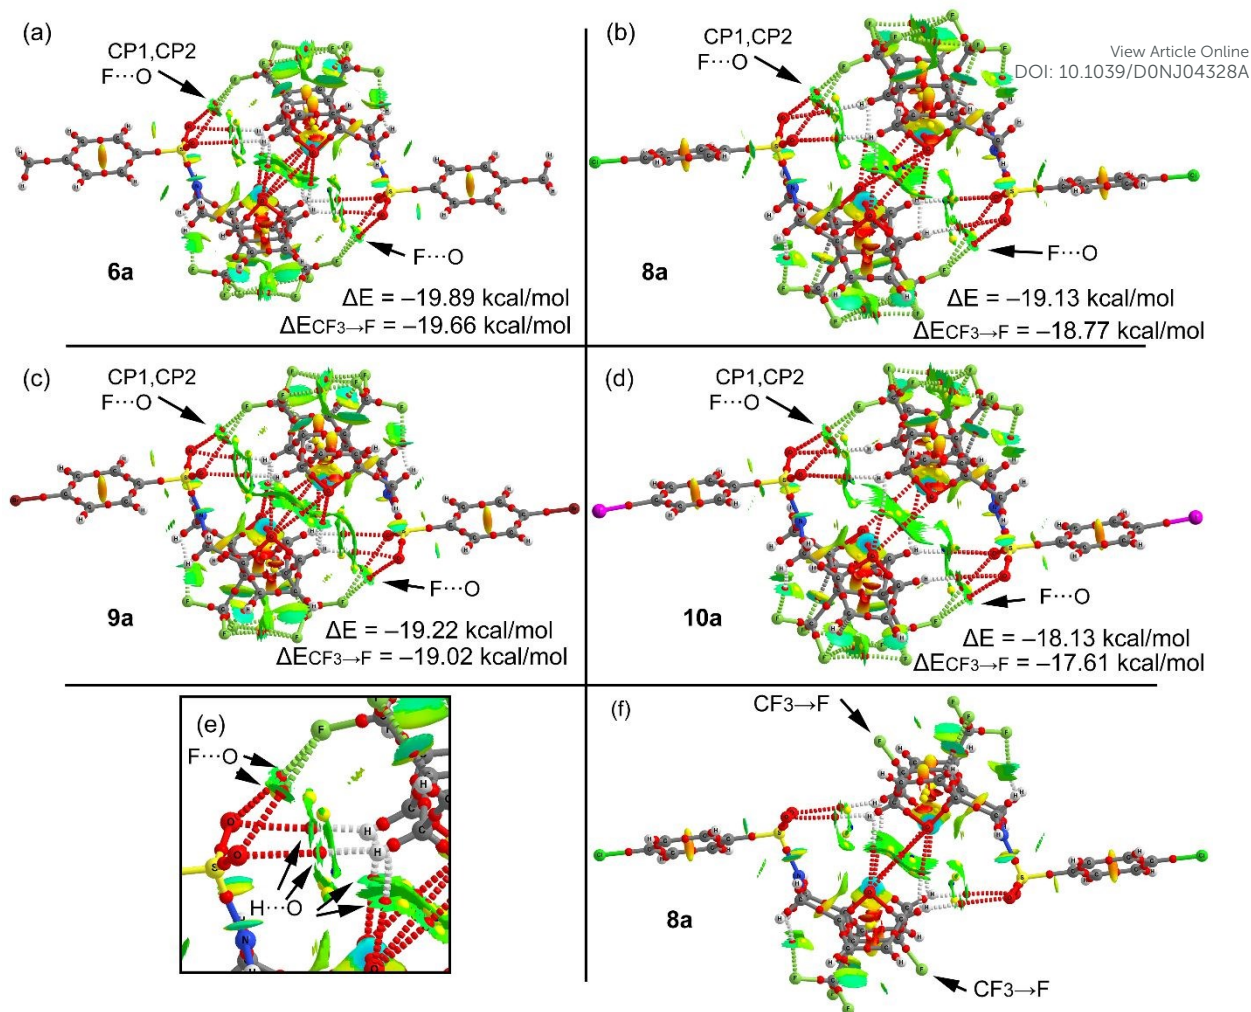 (a)
CP1,CP2
F···O
F···O
6a
ΔE = –19.89 kcal/mol
ΔECF3→F = –19.66 kcal/mol
(b)
View Article Online
DOI: 10.1039/D0NJ04328A
CP1,CP2
F···O
F···O
8a
ΔE = –19.13 kcal/mol
ΔECF3→F = –18.77 kcal/mol
(c)
CP1,CP2
F···O
F···O
9a
ΔE = –19.22 kcal/mol
ΔECF3→F = –19.02 kcal/mol
(d)
CP1,CP2
F···O
F···O
10a
ΔE = –18.13 kcal/mol
ΔECF3→F = –17.61 kcal/mol
(e)
F···O
H···O
(f)
CF3→F
8a
CF3→F